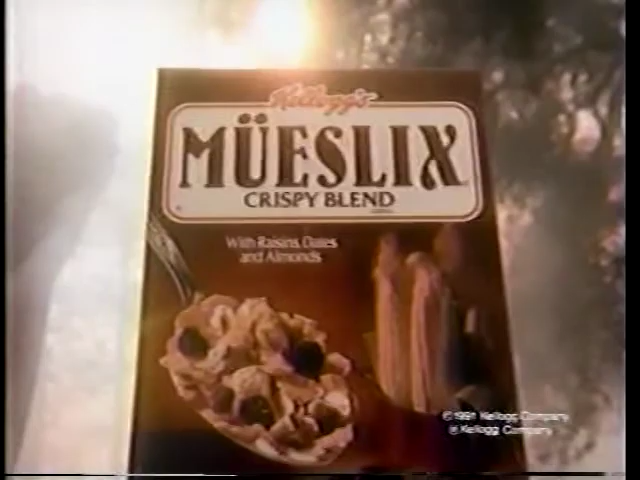 Kellogg's
MÜESLIX
CRISPY BLEND
With Raisins, Dates
and Almonds
©1991 Kellogg Company
® Kellogg Company